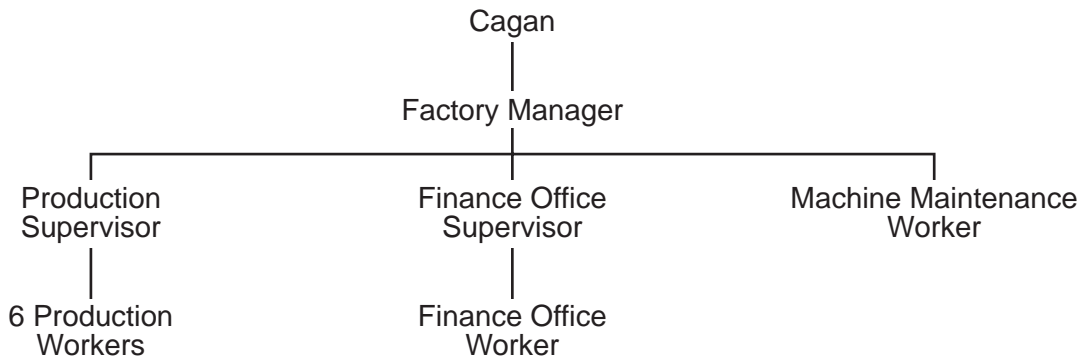 Cagan
Factory Manager
Production
Supervisor
Finance Office
Supervisor
Machine Maintenance
Worker
6 Production
Workers
Finance Office
Worker